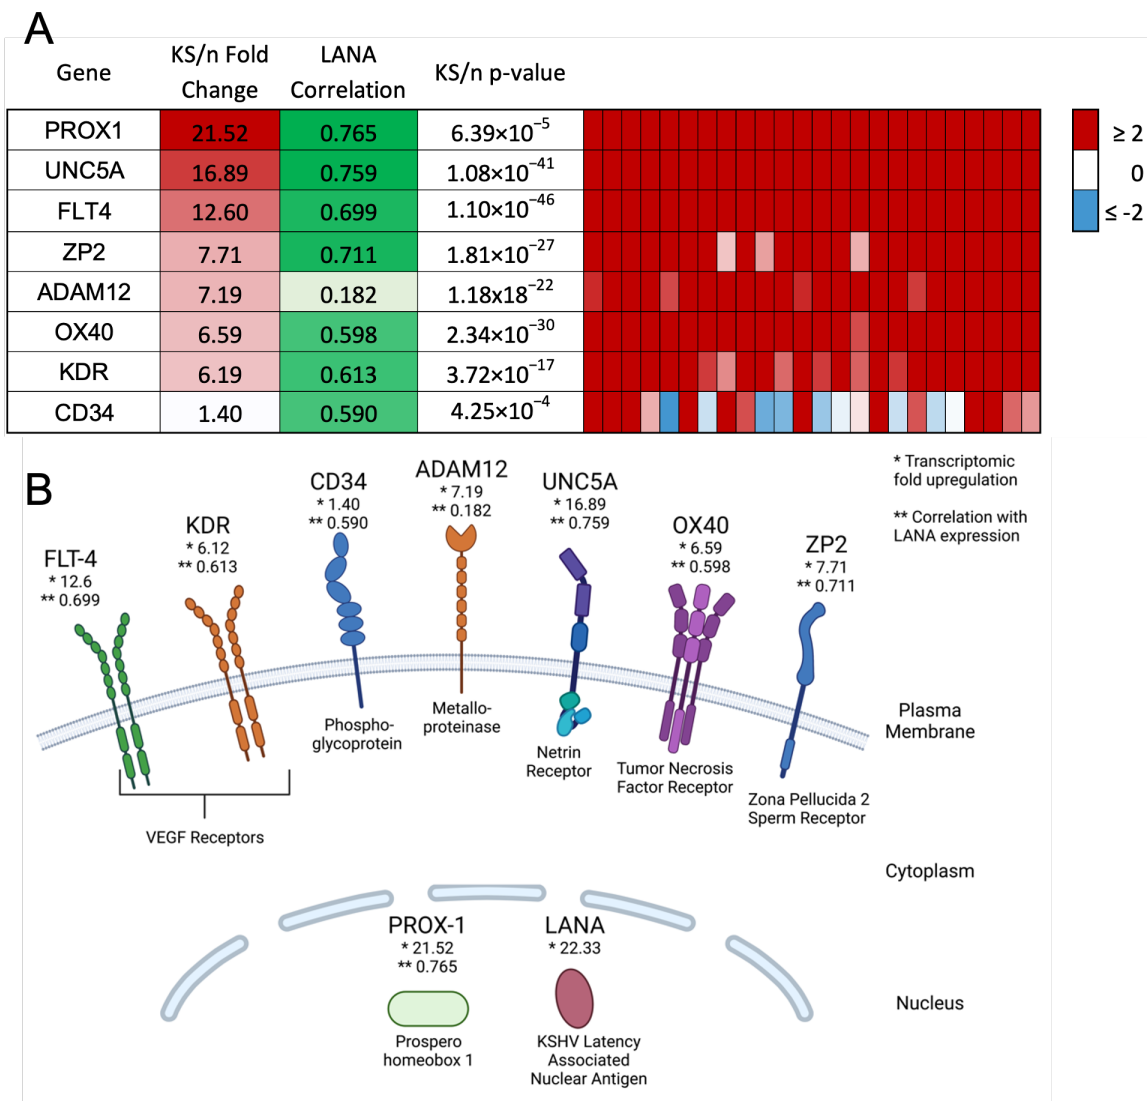 A
Gene
KS/n Fold Change
LANA Correlation
KS/n p-value
PROX1 21.52 0.765 6.39×10⁻⁵
UNC5A 16.89 0.759 1.08×10⁻⁴¹
FLT4 12.60 0.699 1.10×10⁻⁴⁶
ZP2 7.71 0.711 1.81×10⁻²⁷
ADAM12 7.19 0.182 1.18x18⁻²²
OX40 6.59 0.598 2.34×10⁻³⁰
KDR 6.19 0.613 3.72×10⁻¹⁷
CD34 1.40 0.590 4.25×10⁻⁴
≥ 2
0
≤ -2
B
* Transcriptomic
fold upregulation
** Correlation with
LANA expression
FLT-4
* 12.6
** 0.699
KDR
* 6.12
** 0.613
CD34
* 1.40
** 0.590
ADAM12
* 7.19
** 0.182
UNC5A
* 16.89
** 0.759
OX40
* 6.59
** 0.598
ZP2
* 7.71
** 0.711
VEGF Receptors
Phospho-
glycoprotein
Metallo-
proteinase
Netrin
Receptor
Tumor Necrosis
Factor Receptor
Zona Pellucida 2
Sperm Receptor
Plasma
Membrane
Cytoplasm
PROX-1
* 21.52
** 0.765
Prospero
homeobox 1
LANA
* 22.33
KSHV Latency
Associated
Nuclear Antigen
Nucleus